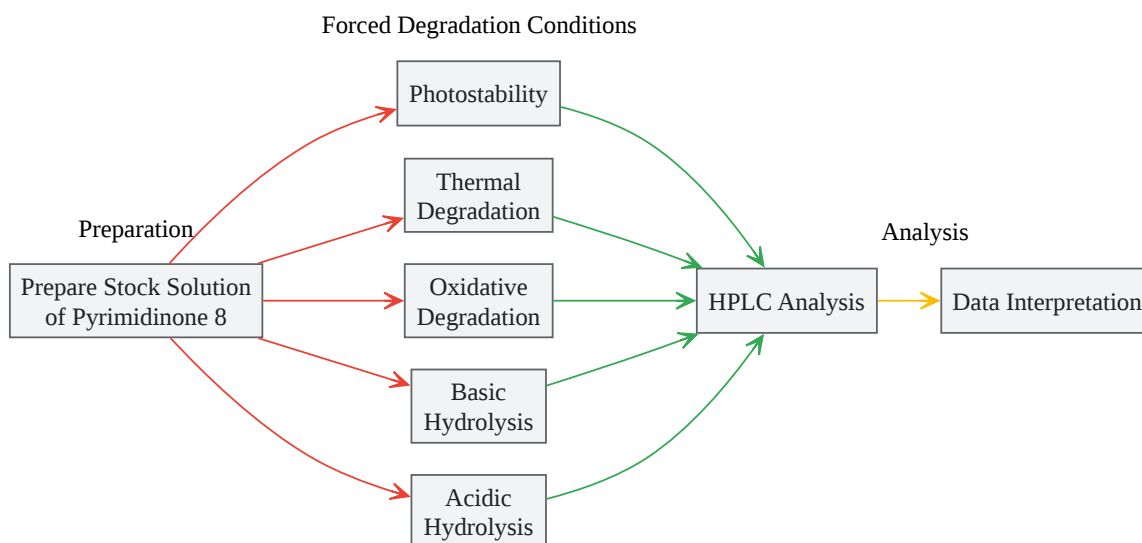 Forced Degradation Conditions
Photostability
Thermal
Degradation
Preparation
Analysis
Prepare Stock Solution
of Pyrimidinone 8
Oxidative
Degradation
HPLC Analysis
Data Interpretation
Basic
Hydrolysis
Acidic
Hydrolysis